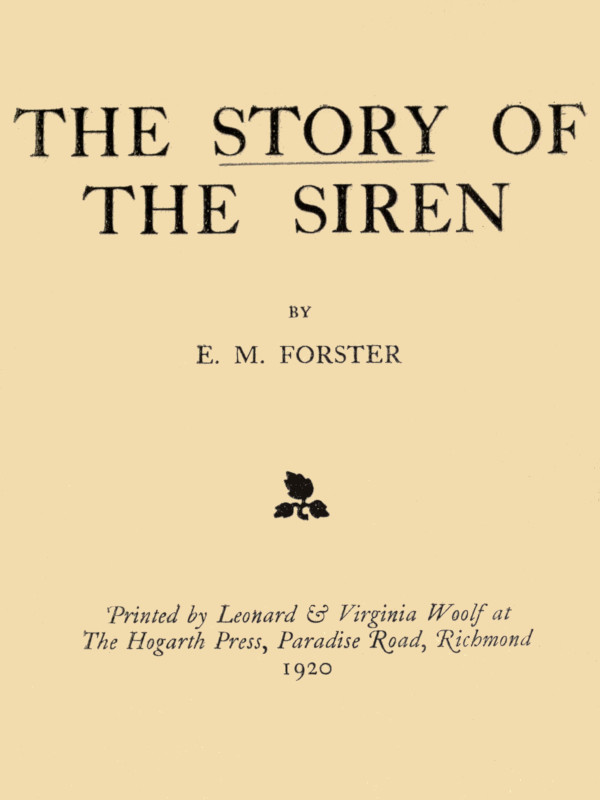 THE STORY OF
THE SIREN
BY
E. M. FORSTER
Printed by Leonard & Virginia Woolf at
The Hogarth Press, Paradise Road, Richmond
1920